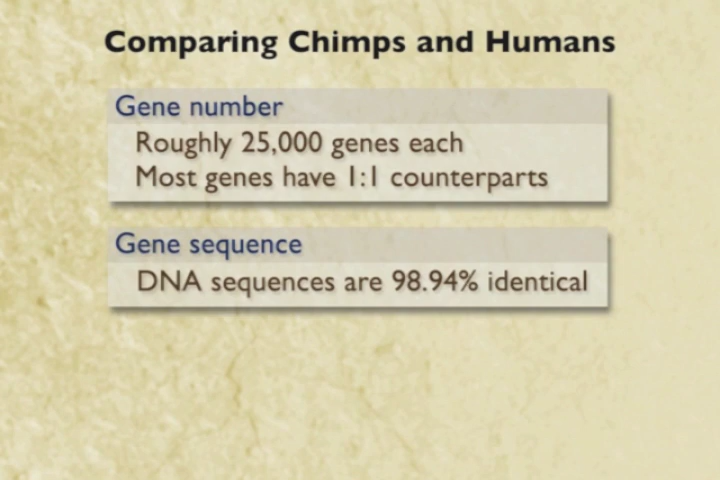 Comparing Chimps and Humans
Gene number
Roughly 25,000 genes each
Most genes have 1:1 counterparts
Gene sequence
DNA sequences are 98.94% identical